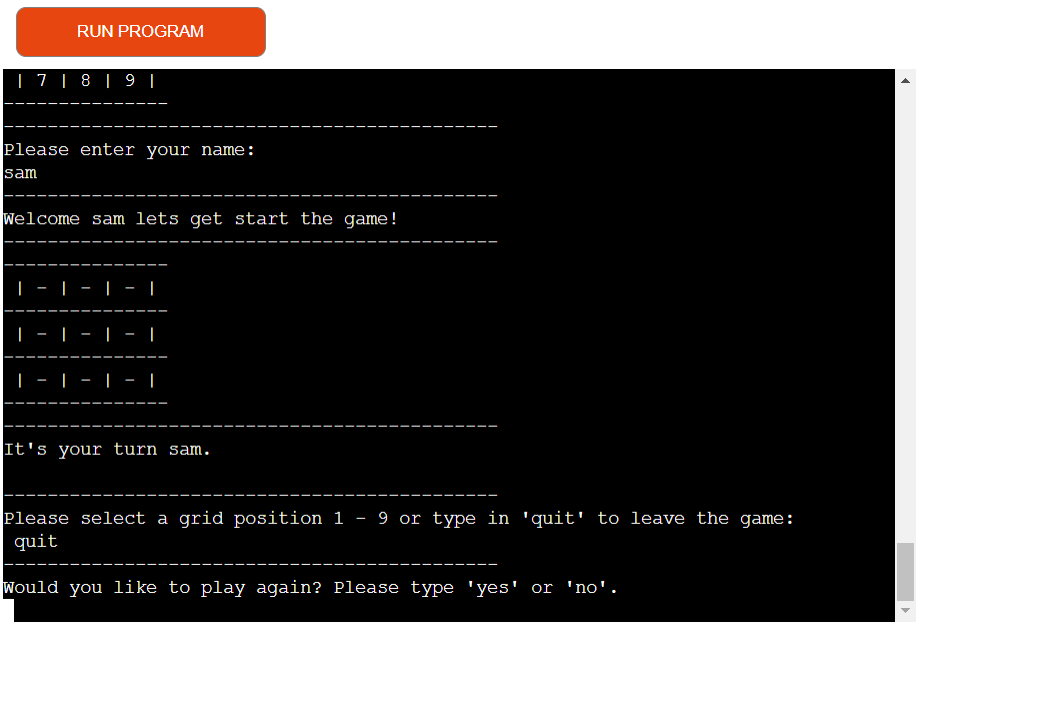 RUN PROGRAM
| 7 | 8 | 9 |
---------------
---------------------------------------------
Please enter your name:
sam
---------------------------------------------
Welcome sam lets get start the game!
---------------------------------------------
---------------
| - | - | - |
---------------
| - | - | - |
---------------
| - | - | - |
---------------
---------------------------------------------
It's your turn sam.
---------------------------------------------
Please select a grid position 1 - 9 or type in 'quit' to leave the game:
quit
---------------------------------------------
Would you like to play again? Please type 'yes' or 'no'.